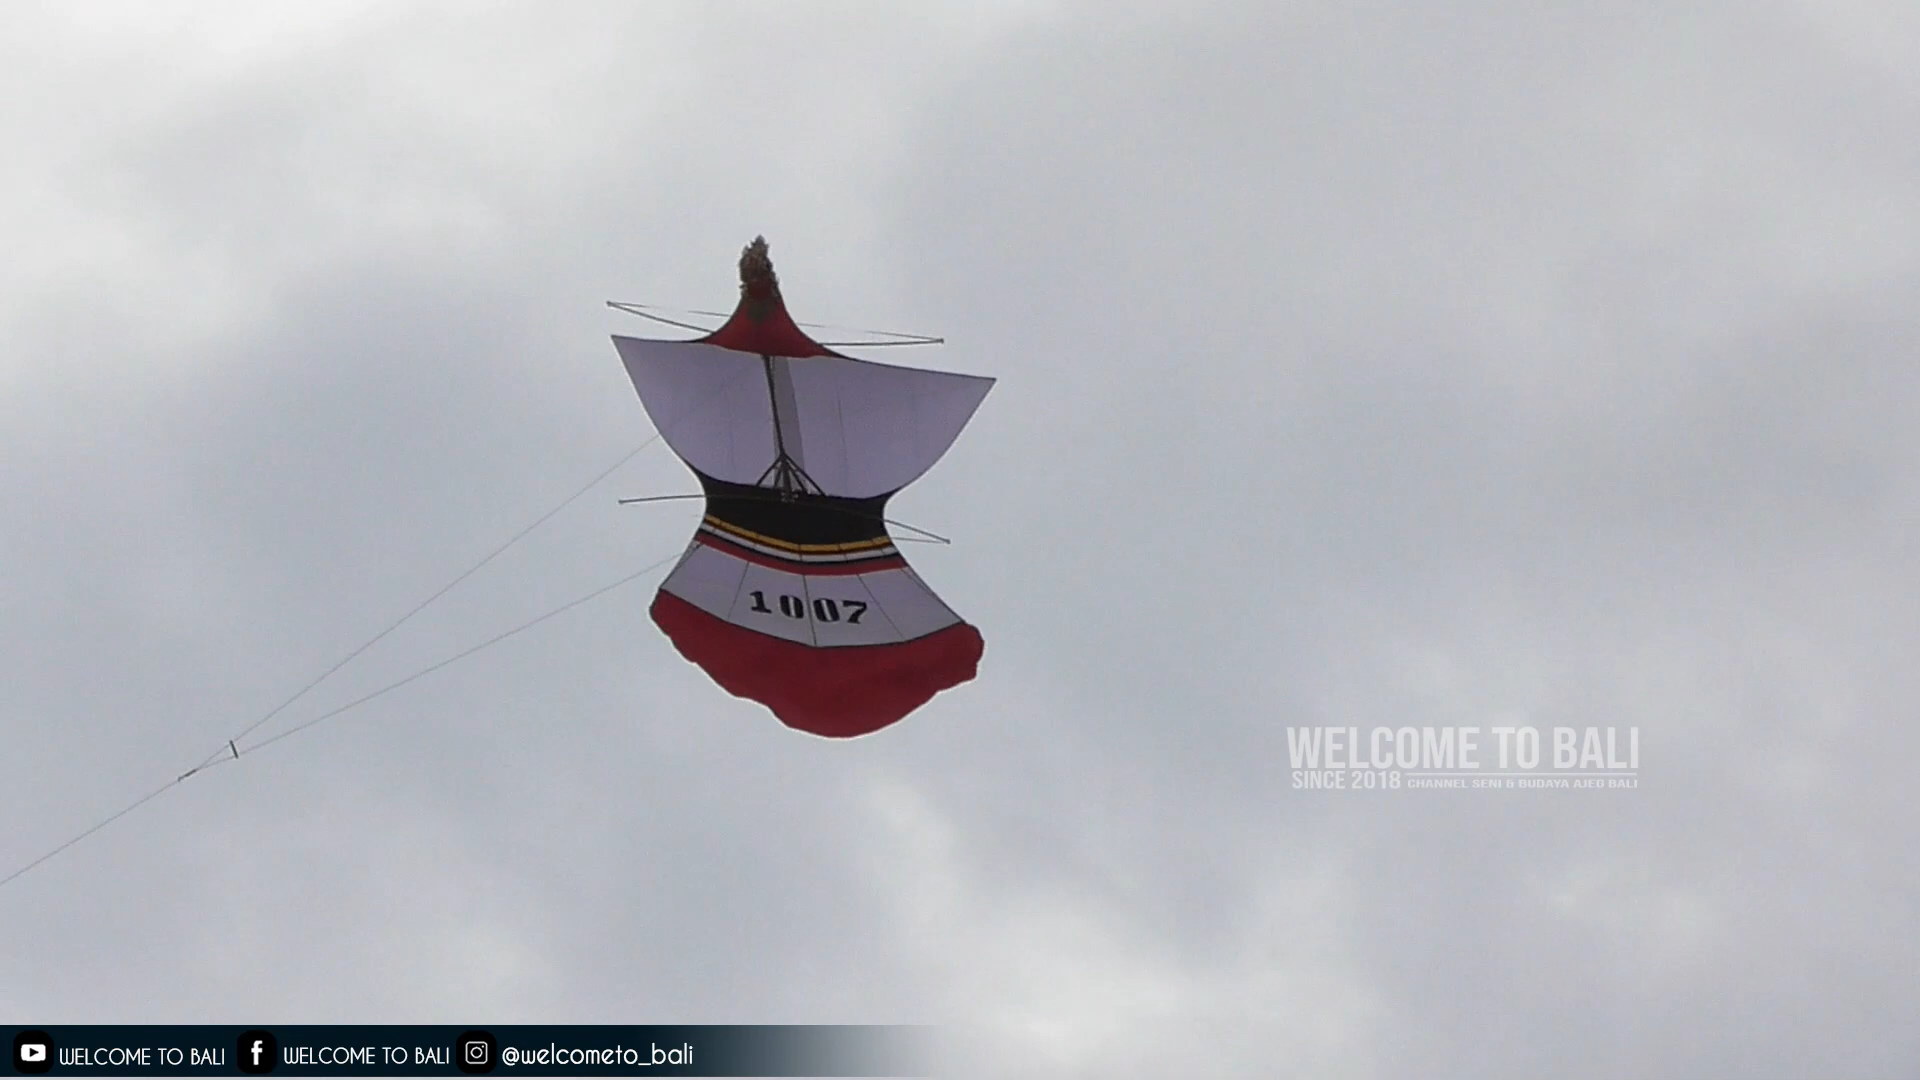 1007
WELCOME TO BALI
SINCE 2018 CHANNEL SENI & BUDAYA AJEG BALI
WELCOME TO BALI WELCOME TO BALI @welcometo_bali